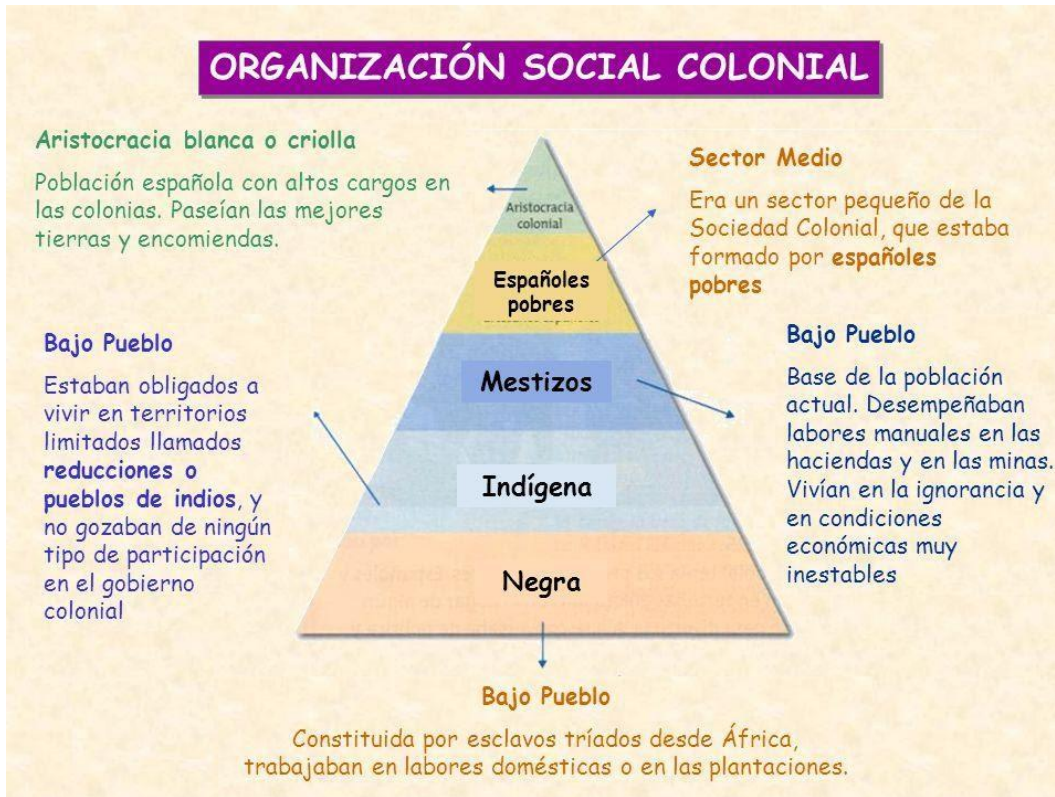 ORGANIZACIÓN SOCIAL COLONIAL
Aristocracia blanca o criolla
Población española con altos cargos en
las colonias. Paseían las mejores
tierras y encomiendas.
Aristocracia
colonial
Sector Medio
Era un sector pequeño de la
Sociedad Colonial, que estaba
formado por españoles
pobres
Españoles
pobres
Bajo Pueblo
Estaban obligados a
vivir en territorios
limitados llamados
reducciones o
pueblos de indios, y
no gozaban de ningún
tipo de participación
en el gobierno
colonial
Mestizos
Indígena
Negra
Bajo Pueblo
Base de la población
actual. Desempeñaban
labores manuales en las
haciendas y en las minas.
Vivían en la ignorancia y
en condiciones
económicas muy
inestables
Bajo Pueblo
Constituida por esclavos tríados desde África,
trabajaban en labores domésticas o en las plantaciones.